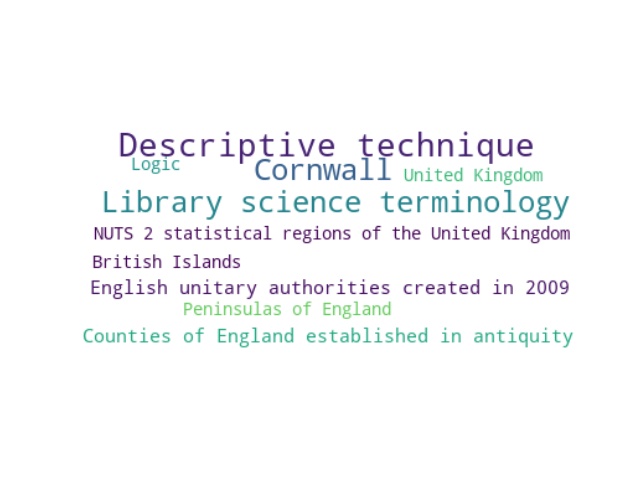 Descriptive technique
Logic
Cornwall
United Kingdom
Library science terminology
NUTS 2 statistical regions of the United Kingdom
British Islands
English unitary authorities created in 2009
Peninsulas of England
Counties of England established in antiquity